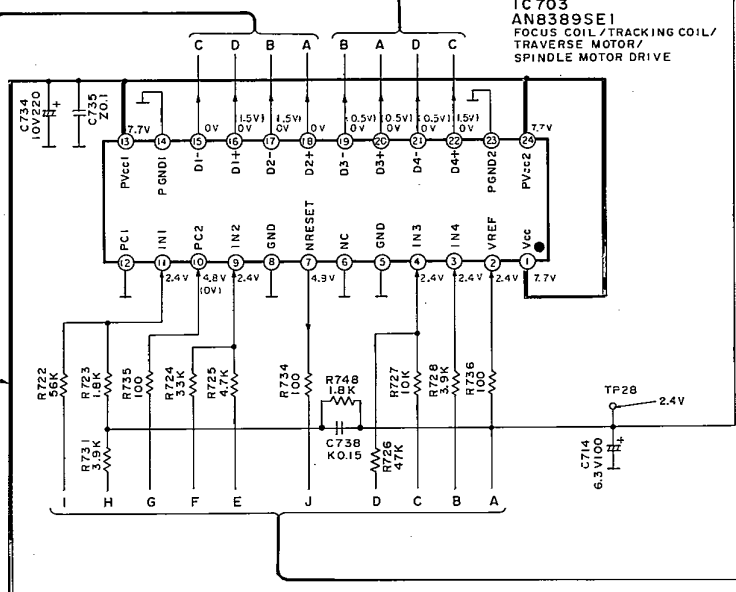 IC703
AN8389SE1
FOCUS COIL/TRACKING COIL/
TRAVERSE MOTOR/
SPINDLE MOTOR DRIVE
C D B A B A D C
C734
10V220
+
C735
Z0.1
7.7V
0V
(1.5V)
0V
(1.5V)
0V
0V
(0.5V)
0V
(0.5V)
0V
(0.5V)
0V
(1.5V)
0V
7.7V
13 14 15 16 17 18 19 20 21 22 23 24
PVcc1 PGND1 D1- D1+ D2- D2+ D3- D3+ D4- D4+ PGND2 PVcc2
PC1 IN1 PC2 IN2 GND NRESET NC GND IN3 IN4 VREF Vcc
12 11 10 9 8 7 6 5 4 3 2 1
2.4V 4.8V 2.4V 4.9V 2.4V 2.4V 2.4V 7.7V
(0V)
R722
56K
R723
1.8K
R735
100
R724
33K
R725
4.7K
R734
100
R748
1.8K
R727
101K
R728
3.9K
R736
100
TP28
2.4V
C738
K0.15
R731
3.9K
R726
47K
C714
6.3V100
+
I H G F E J D C B A